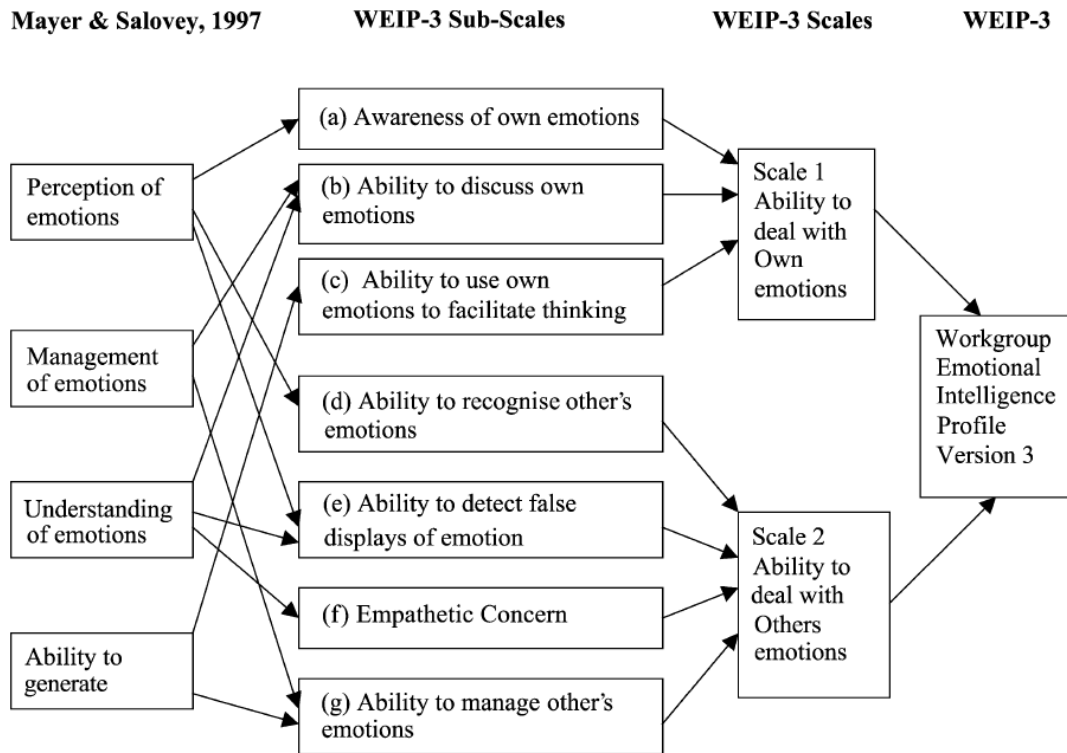 Mayer & Salovey, 1997
WEIP-3 Sub-Scales
WEIP-3 Scales
WEIP-3
Perception of
emotions
Management
of emotions
Understanding
of emotions
Ability to
generate
(a) Awareness of own emotions
(b) Ability to discuss own
emotions
(c) Ability to use own
emotions to facilitate thinking
(d) Ability to recognise other's
emotions
(e) Ability to detect false
displays of emotion
(f) Empathetic Concern
(g) Ability to manage other's
emotions
Scale 1
Ability to
deal with
Own
emotions
Scale 2
Ability to
deal with
Others
emotions
Workgroup
Emotional
Intelligence
Profile
Version 3